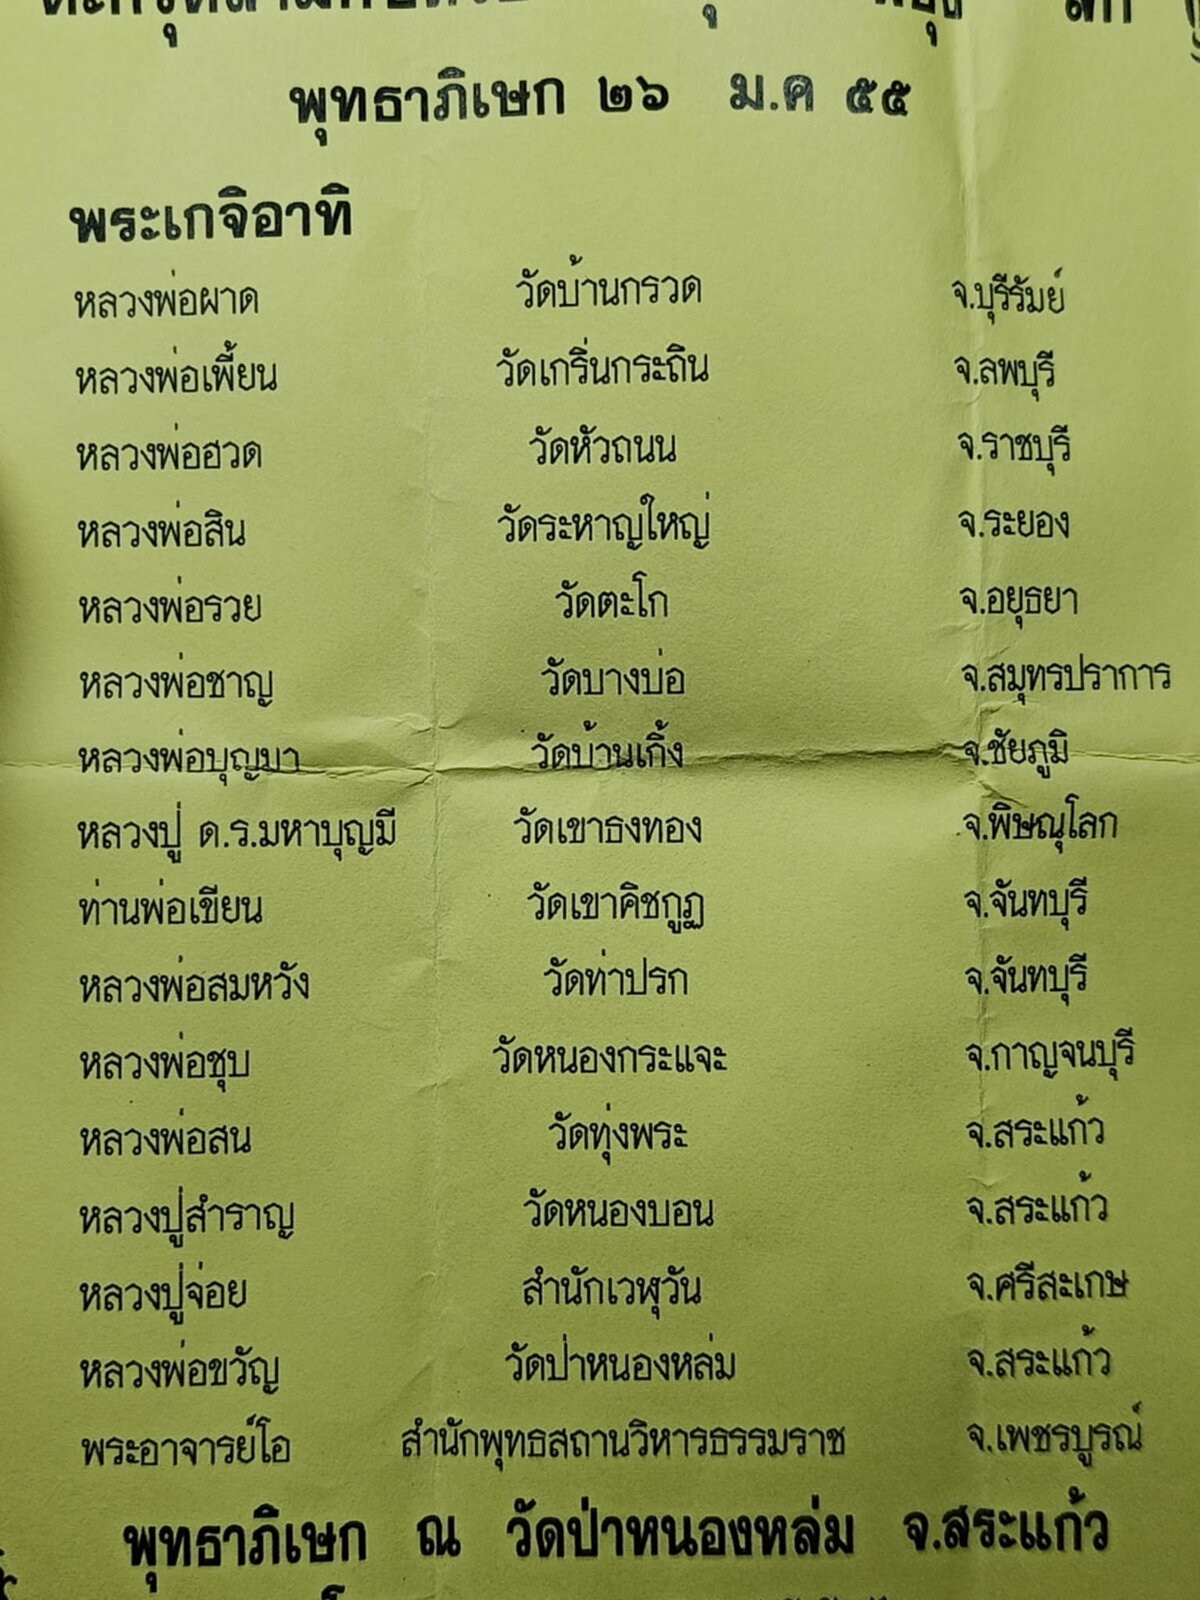 พุทธาภิเษก ๒๖ ม.ค ๕๕
พระเกจิอาทิ
หลวงพ่อผาด วัดบ้านกรวด จ.บุรีรัมย์
หลวงพ่อเพี้ยน วัดเกริ่นกระถิน จ.ลพบุรี
หลวงพ่อฮวด วัดหัวถนน จ.ราชบุรี
หลวงพ่อสิน วัดระหาญใหญ่ จ.ระยอง
หลวงพ่อรวย วัดตะโก จ.อยุธยา
หลวงพ่อชาญ วัดบางบ่อ จ.สมุทรปราการ
หลวงพ่อบุญมา วัดบ้านเกิ้ง จ.ชัยภูมิ
หลวงปู่ ด.ร.มหาบุญมี วัดเขาธงทอง จ.พิษณุโลก
ท่านพ่อเขียน วัดเขาคิชกูฏ จ.จันทบุรี
หลวงพ่อสมหวัง วัดท่าปรก จ.จันทบุรี
หลวงพ่อชุบ วัดหนองกระแจะ จ.กาญจนบุรี
หลวงพ่อสน วัดทุ่งพระ จ.สระแก้ว
หลวงปู่สำราญ วัดหนองบอน จ.สระแก้ว
หลวงปู่จ่อย สำนักเวฬุวัน จ.ศรีสะเกษ
หลวงพ่อขวัญ วัดป่าหนองหล่ม จ.สระแก้ว
พระอาจารย์โอ สำนักพุทธสถานวิหารธรรมราช จ.เพชรบูรณ์
พุทธาภิเษก ณ วัดป่าหนองหล่ม จ.สระแก้ว